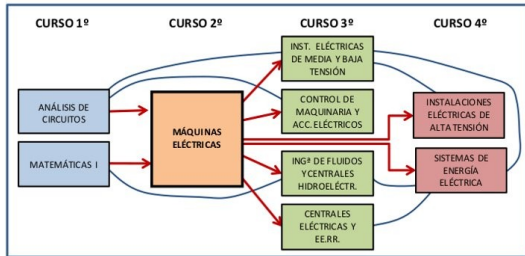 CURSO 1º
CURSO 2º
CURSO 3º
CURSO 4º
ANÁLISIS DE
CIRCUITOS
MATEMÁTICAS I
MÁQUINAS
ELÉCTRICAS
INST. ELÉCTRICAS
DE MEDIA Y BAJA
TENSIÓN
CONTROL DE
MAQUINARIA Y
ACC. ELÉCTRICOS
INGª DE FLUIDOS
Y CENTRALES
HIDROELÉCTR.
CENTRALES
ELÉCTRICAS Y
EE.RR.
INSTALACIONES
ELÉCTRICAS DE
ALTA TENSIÓN
SISTEMAS DE
ENERGÍA
ELÉCTRICA